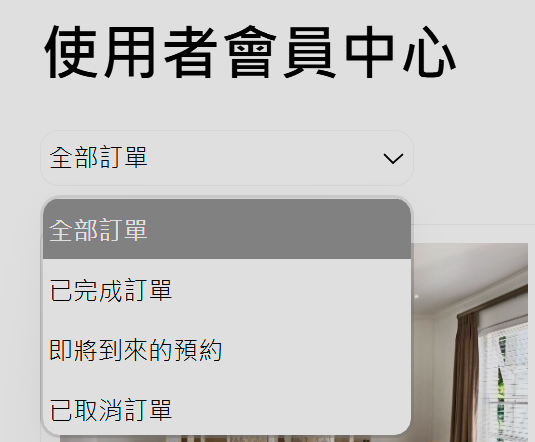 使用者會員中心
全部訂單
全部訂單
已完成訂單
即將到來的預約
已取消訂單